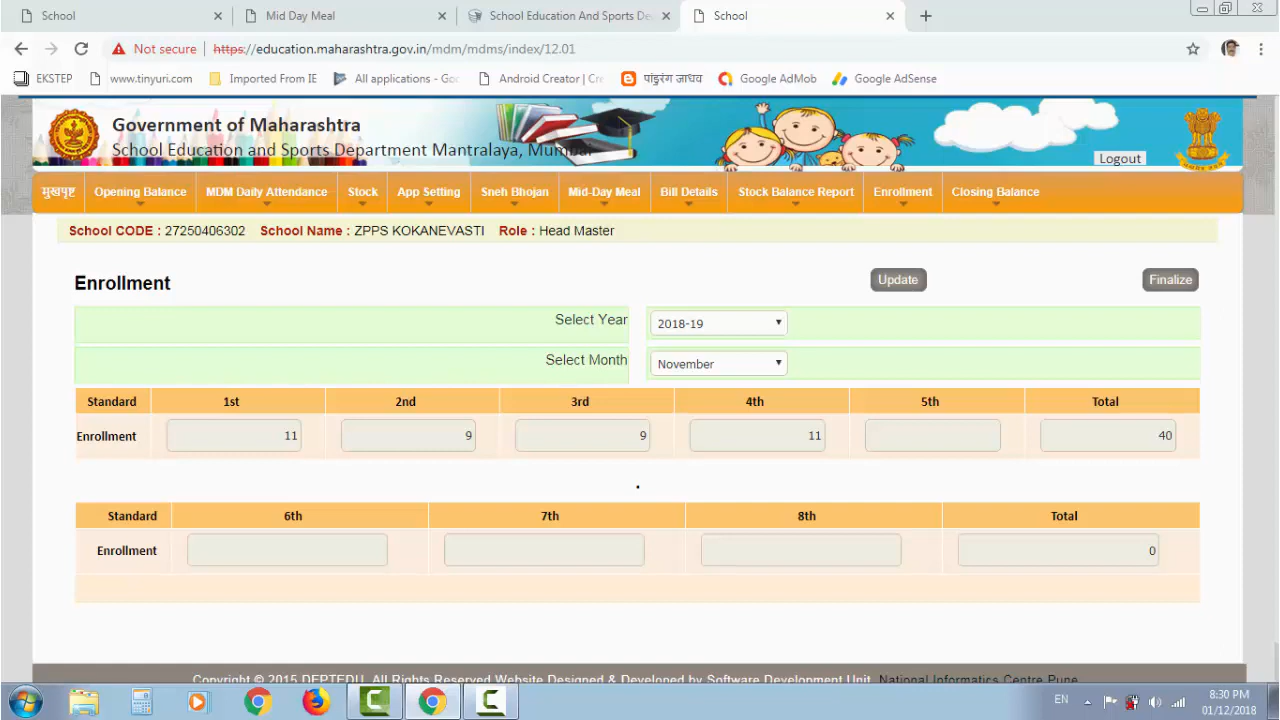 School
Mid Day Meal
School Education And Sports De
School
Not secure
https://education.maharashtra.gov.in/mdm/mdms/index/12.01
EKSTEP
www.tinyuri.com
Imported From IE
All applications - Goo
Android Creator | Cre
पांडुरंग जाधव
Google AdMob
Google AdSense
Government of Maharashtra
School Education and Sports Department Mantralaya, Mumbai
Logout
मुखपृष्ट
Opening Balance
MDM Daily Attendance
Stock
App Setting
Sneh Bhojan
Mid-Day Meal
Bill Details
Stock Balance Report
Enrollment
Closing Balance
School CODE : 27250406302 School Name : ZPPS KOKANEVASTI Role : Head Master
Enrollment
Update
Finalize
Select Year
2018-19
Select Month
November
Standard 1st 2nd 3rd 4th 5th Total
Enrollment 11 9 9 11 40
.
Standard 6th 7th 8th Total
Enrollment 0
Copyright © 2015 DEPTEDU. All Rights Reserved Website Designed & Developed by Software Development Unit, National Informatics Centre Pune
EN
8:30 PM
01/12/2018